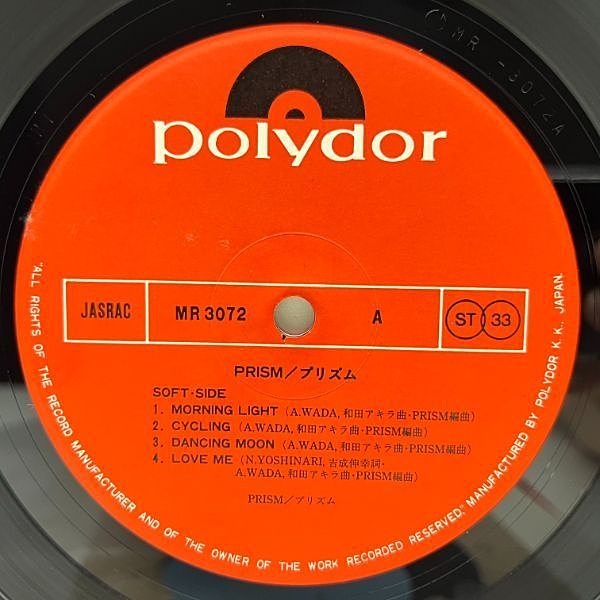 MR-3072A
polydor
JASRAC MR 3072 A ST 33
PRISM/プリズム
SOFT・SIDE
1. MORNING LIGHT (A.WADA, 和田アキラ曲・PRISM編曲)
2. CYCLING (A.WADA, 和田アキラ曲・PRISM編曲)
3. DANCING MOON (A.WADA, 和田アキラ曲・PRISM編曲)
4. LOVE ME (N.YOSHINARI, 吉成伸幸詞・
A.WADA, 和田アキラ曲・PRISM編曲)
PRISM/プリズム
"ALL RIGHTS OF THE RECORD MANUFACTURER AND OF THE OWNER OF THE WORK RECORDED RESERVED." MANUFACTURED BY POLYDOR K.K., JAPAN.